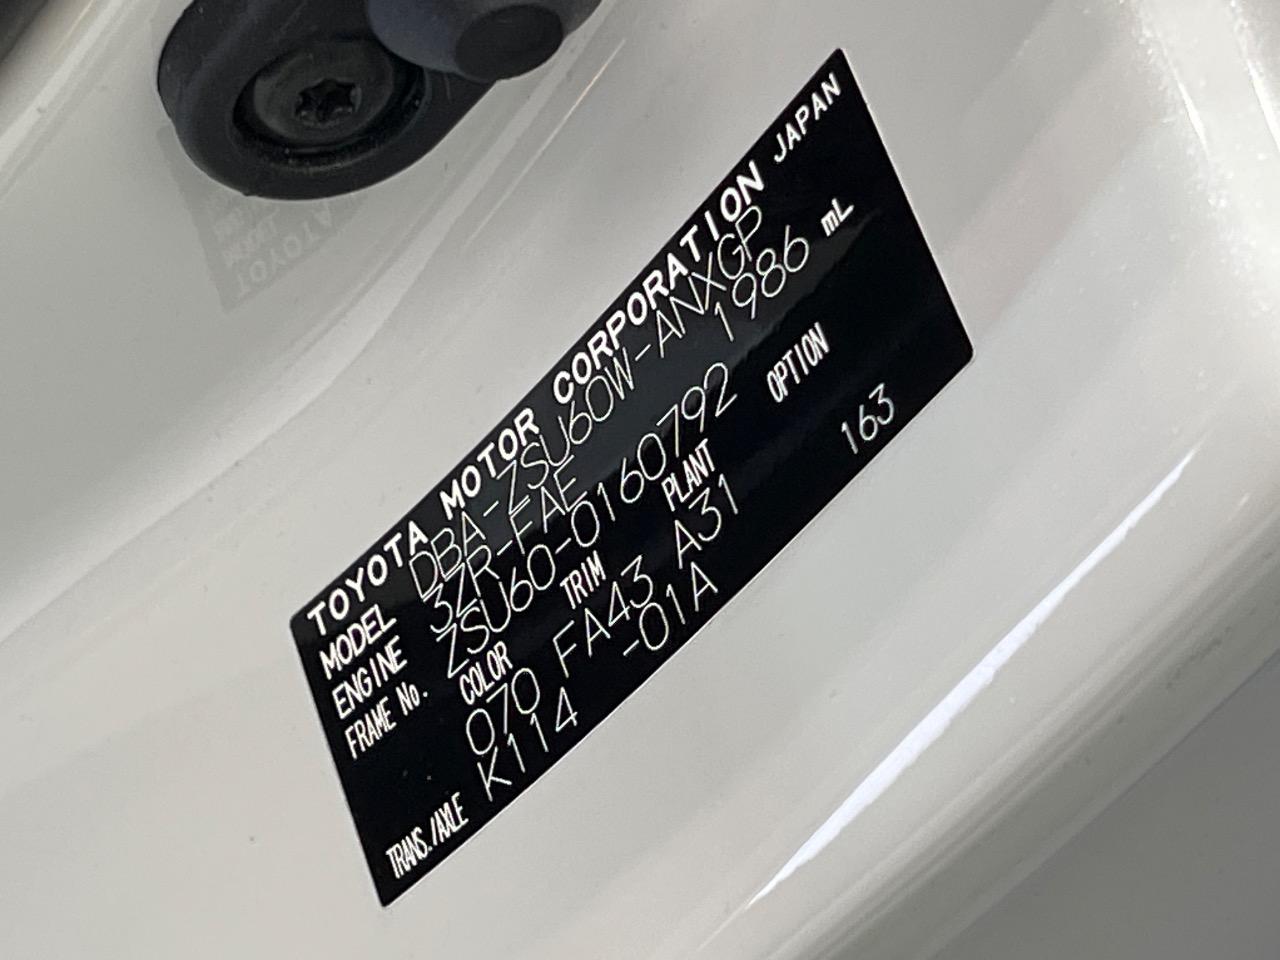 TOYOTA MOTOR CORPORATION JAPAN
MODEL DBA-ZSU60W-ANXGP
ENGINE 3ZR-FAE 1986 mL
FRAME No. ZSU60-0160792
COLOR TRIM PLANT OPTION
070 FA43 A31 163
TRANS./AXLE K114 -01A